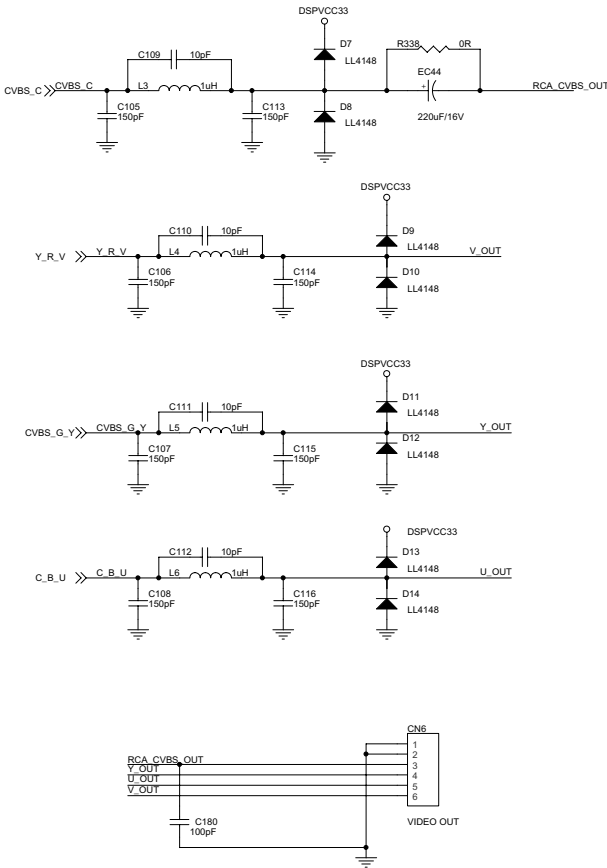 DSPVCC33
C109 10pF
D7
LL4148
R338 0R
EC44
CVBS_C CVBS_C L3 1uH
+
RCA_CVBS_OUT
C105
150pF
C113
150pF
D8
LL4148
220uF/16V
DSPVCC33
C110 10pF
D9
LL4148
Y_R_V Y_R_V L4 1uH
V_OUT
C106
150pF
C114
150pF
D10
LL4148
DSPVCC33
C111 10pF
D11
LL4148
CVBS_G_Y CVBS_G_Y L5 1uH
Y_OUT
C107
150pF
C115
150pF
D12
LL4148
DSPVCC33
C112 10pF
D13
LL4148
C_B_U C_B_U L6 1uH
U_OUT
C108
150pF
C116
150pF
D14
LL4148
CN6
1
2
RCA_CVBS_OUT 3
Y_OUT 4
U_OUT 5
V_OUT 6
C180
100pF
VIDEO OUT